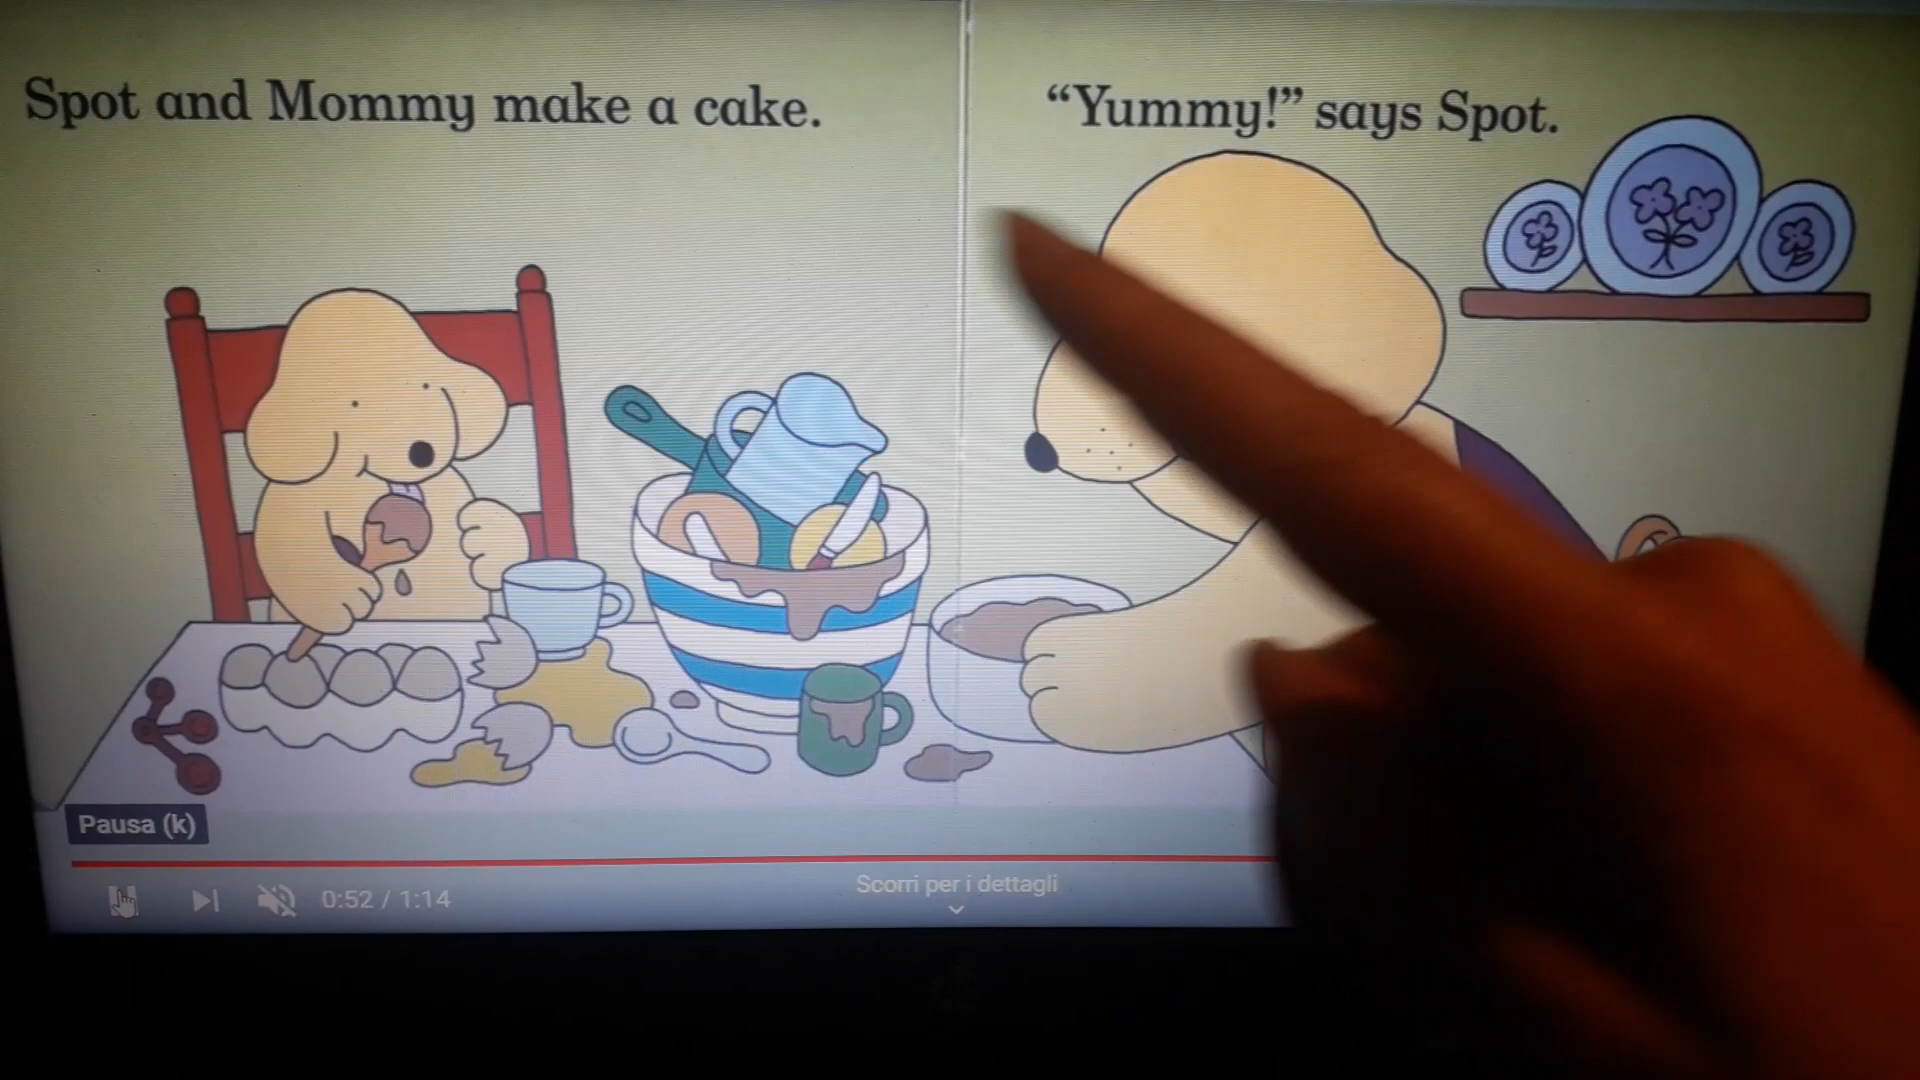 Spot and Mommy make a cake.
“Yummy!” says Spot.
Pausa (k)
0:52 / 1:14
Scorri per i dettagli